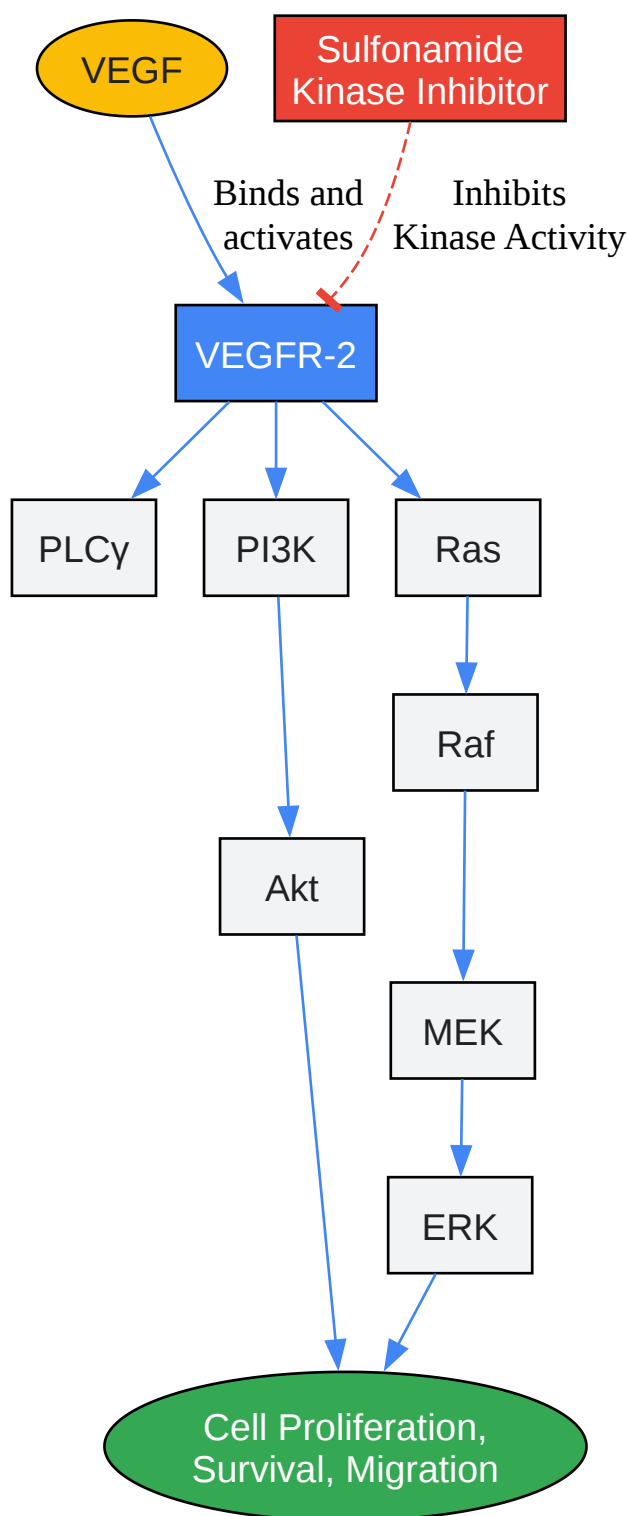 VEGF
Sulfonamide
Kinase Inhibitor
Binds and
activates
Inhibits
Kinase Activity
VEGFR-2
PLCγ
PI3K
Ras
Raf
Akt
MEK
ERK
Cell Proliferation,
Survival, Migration